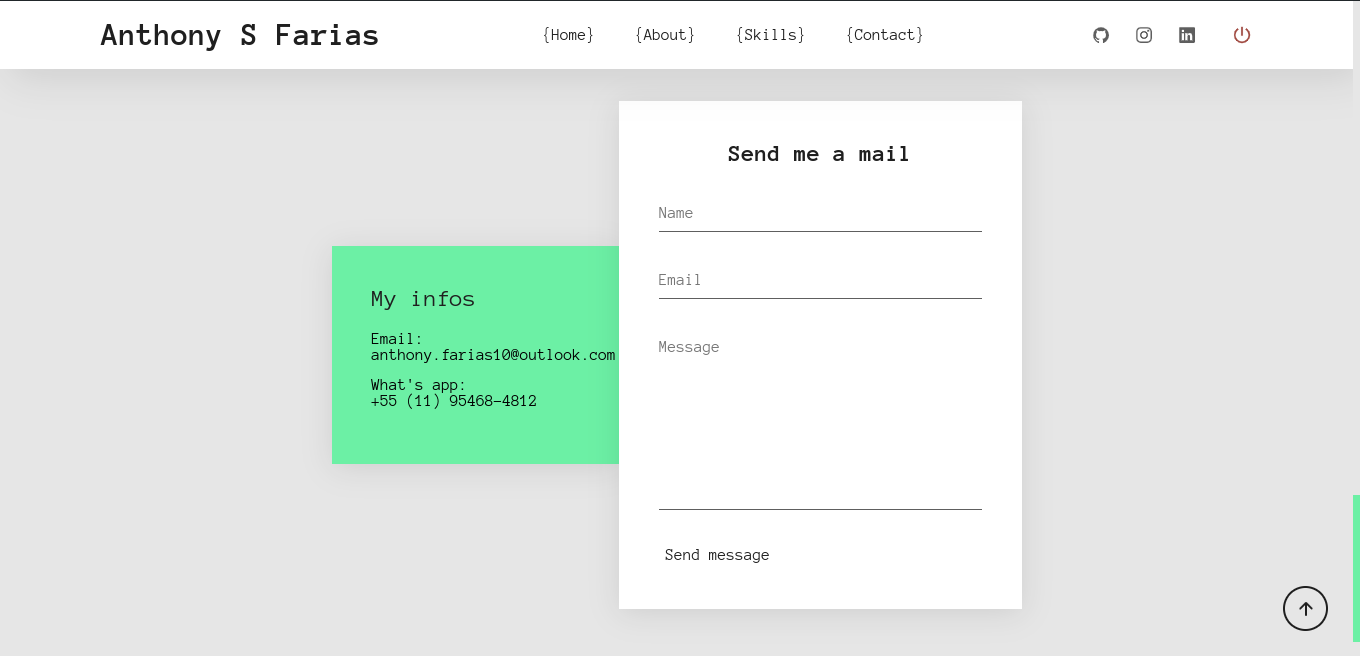 Anthony S Farias
{Home} {About} {Skills} {Contact}
Send me a mail
Name
Email
Message
Send message
My infos
Email:
anthony.farias10@outlook.com
What's app:
+55 (11) 95468-4812